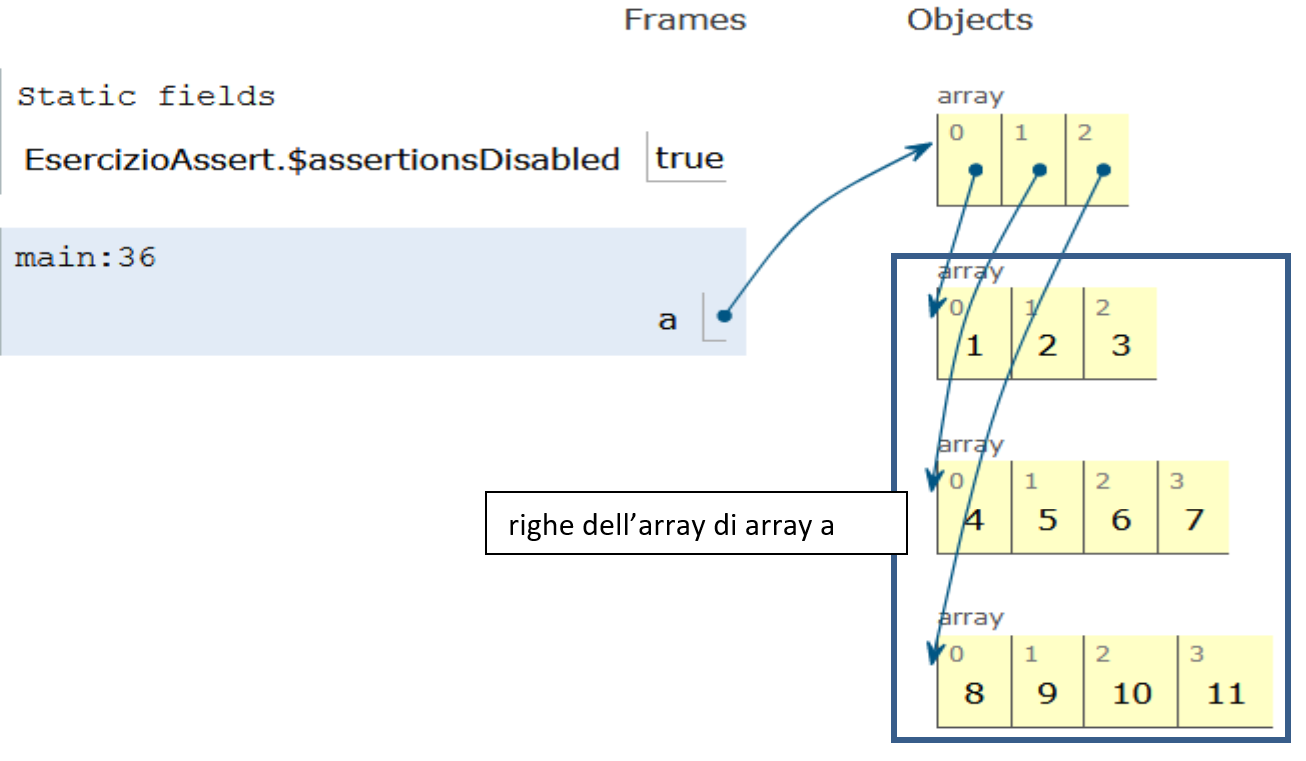 Frames Objects
Static fields
EsercizioAssert.$assertionsDisabled true
main:36
a
array
0 1 2
array
0 1 2
1 2 3
array
0 1 2 3
4 5 6 7
righe dell’array di array a
array
0 1 2 3
8 9 10 11